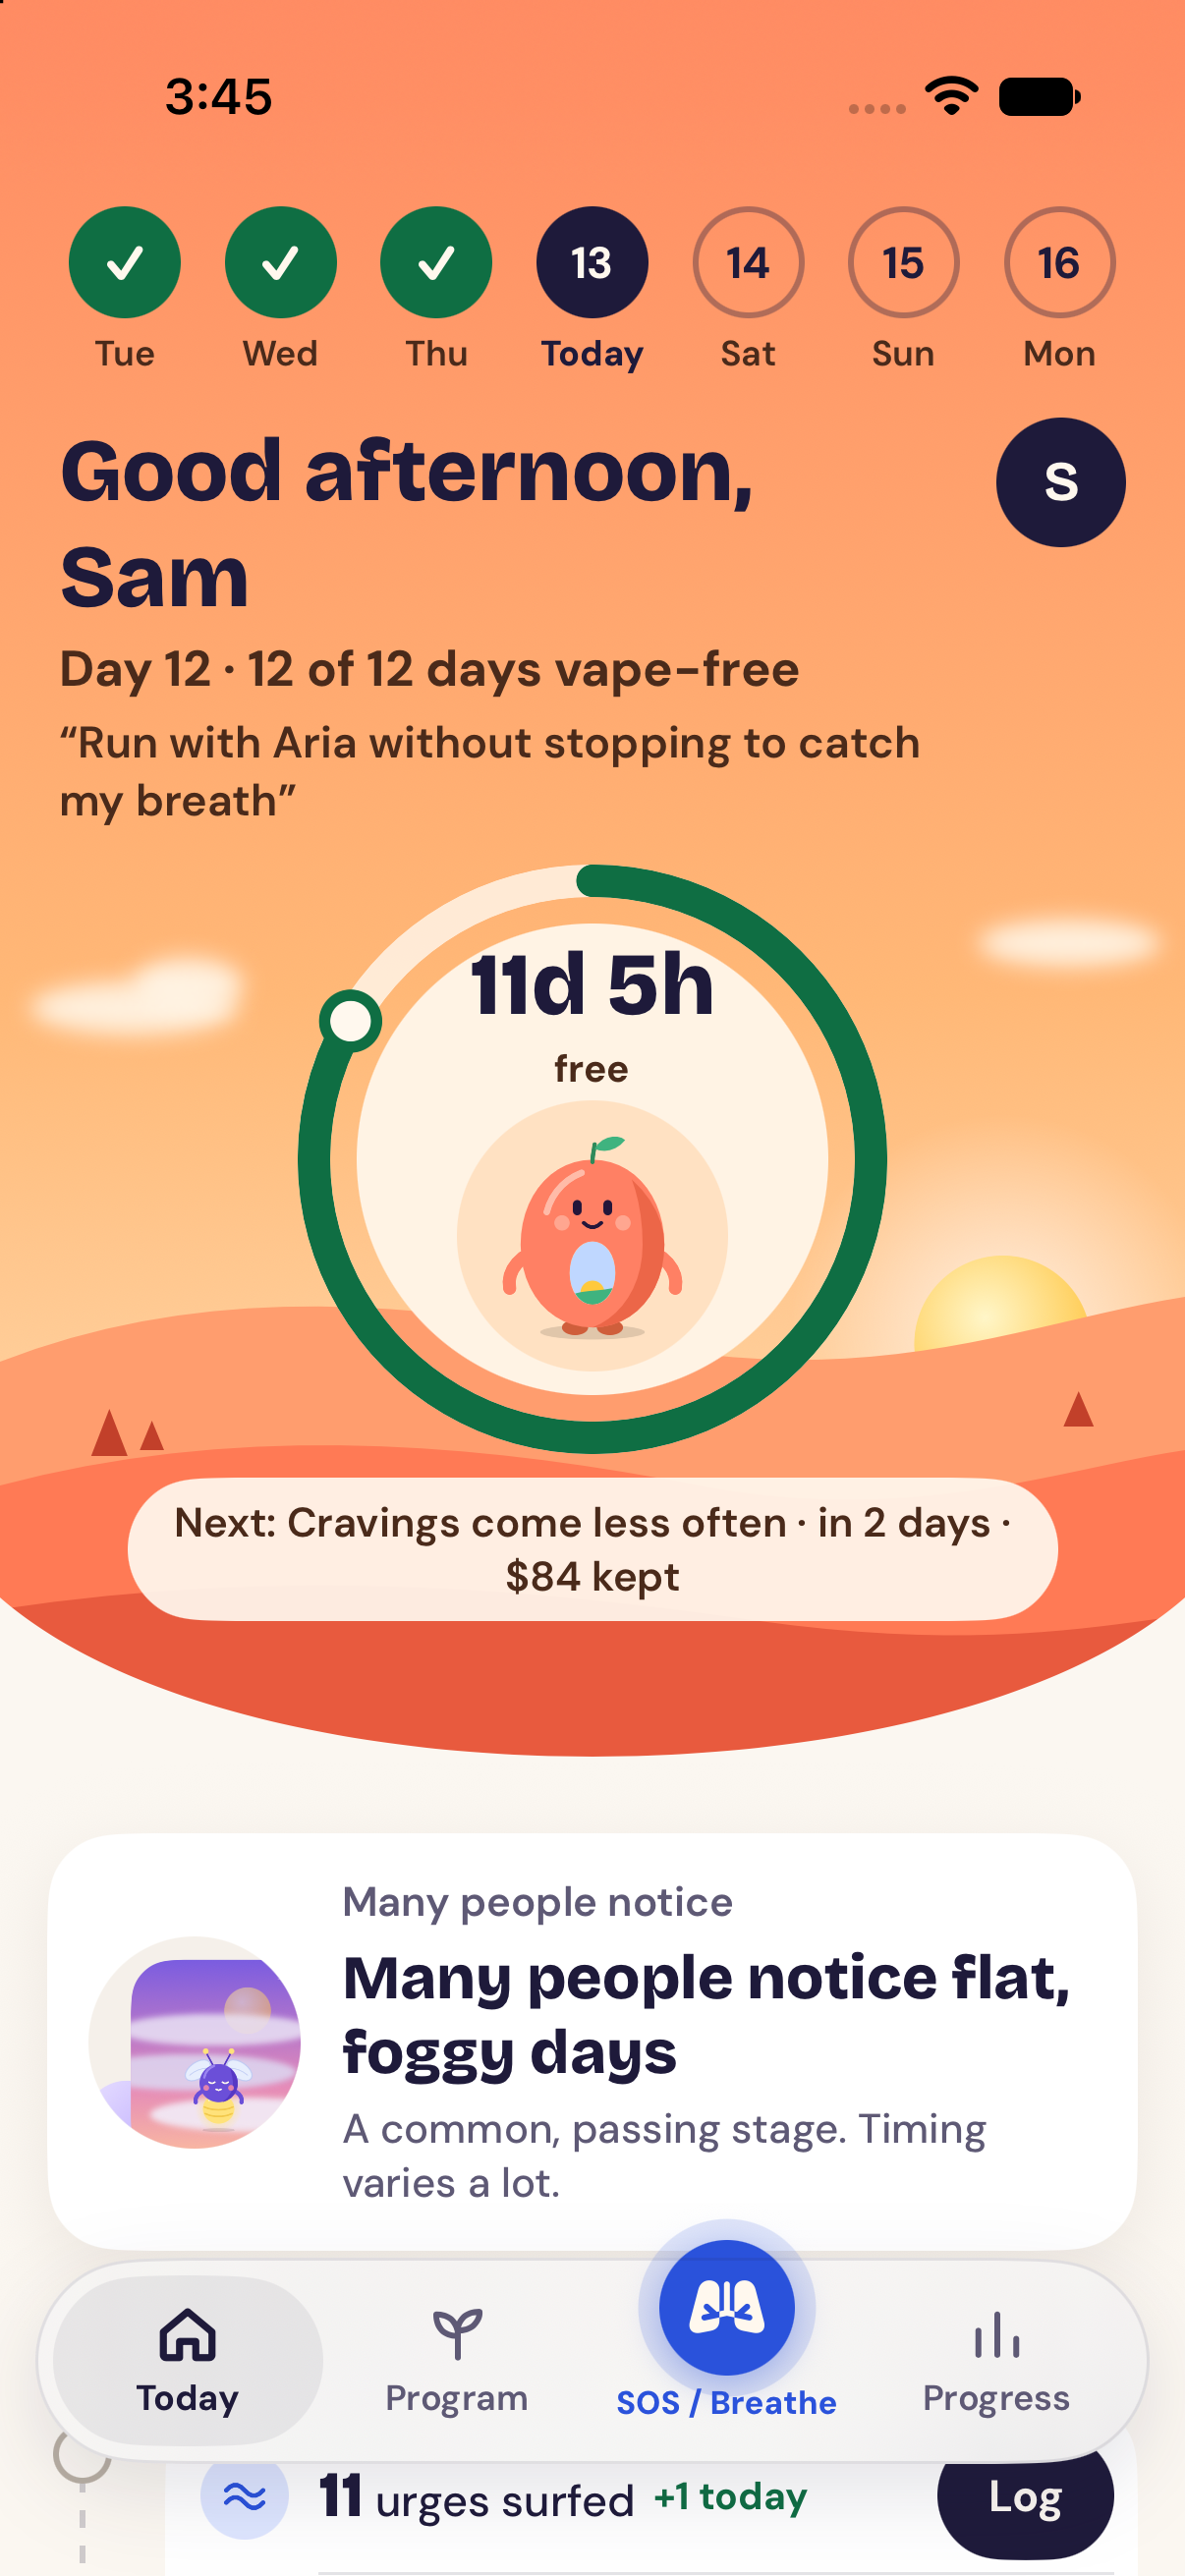 3:45
13
14
15
16
Tue
Wed
Thu
Today
Sat
Sun
Mon
Good afternoon,
Sam
S
Day 12 · 12 of 12 days vape-free
“Run with Aria without stopping to catch
my breath”
11d 5h
free
Next: Cravings come less often · in 2 days ·
$84 kept
Many people notice
Many people notice flat,
foggy days
A common, passing stage. Timing
varies a lot.
Today
Program
SOS / Breathe
Progress
11 urges surfed +1 today
Log